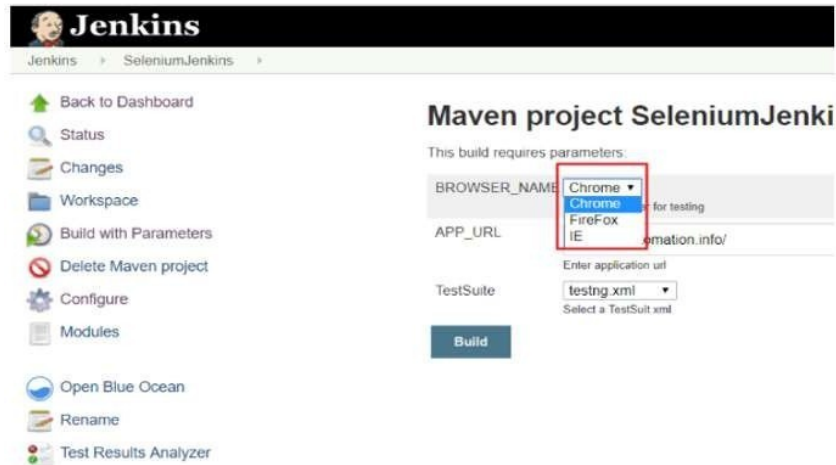 Jenkins
Jenkins SeleniumJenkins
Back to Dashboard
Status
Changes
Workspace
Build with Parameters
Delete Maven project
Configure
Modules
Open Blue Ocean
Rename
Test Results Analyzer
Maven project SeleniumJenki
This build requires parameters:
BROWSER_NAME Chrome
Chrome
FireFox
IE
for testing
APP_URL omation.info/
Enter application url
TestSuite testng.xml
Select a TestSuit xml
Build